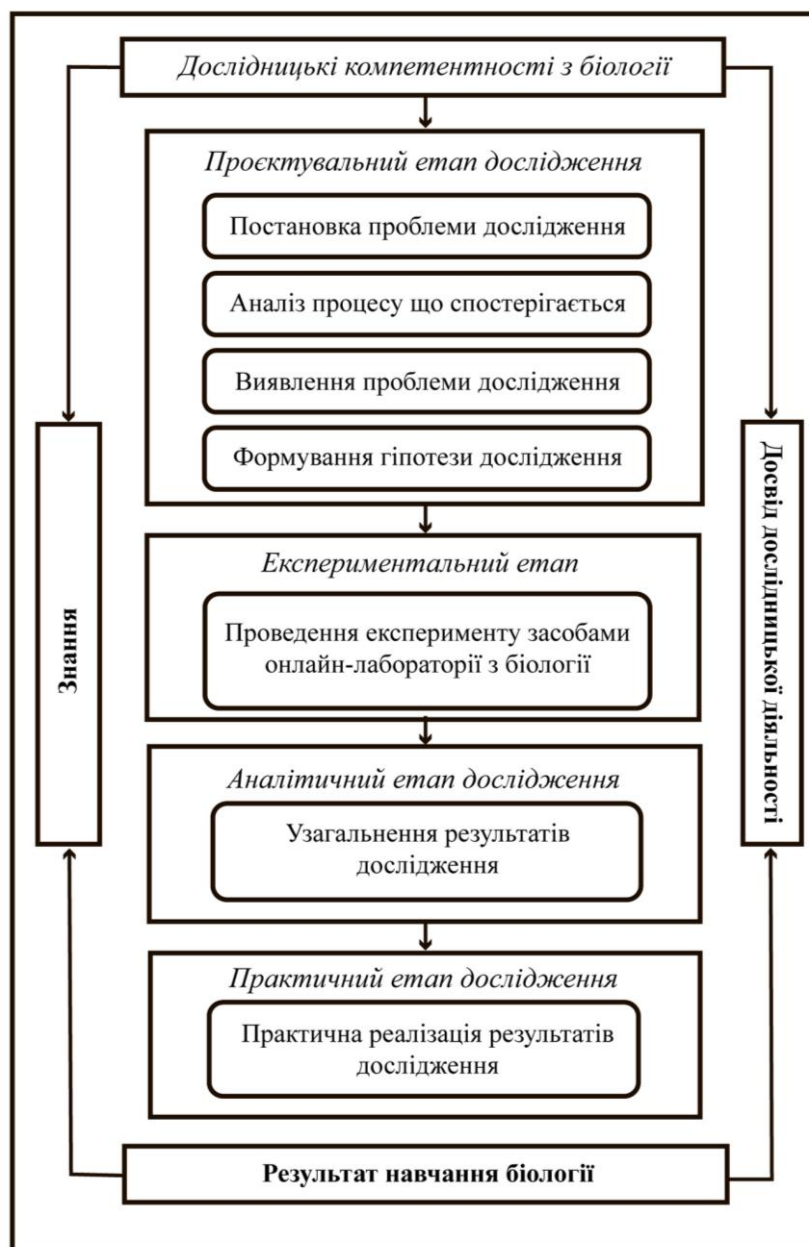 Дослідницькі компетентності з біології
Проєктувальний етап дослідження
Постановка проблеми дослідження
Аналіз процесу що спостерігається
Виявлення проблеми дослідження
Формування гіпотези дослідження
Знання
Досвід дослідницької діяльності
Експериментальний етап
Проведення експерименту засобами
онлайн-лабораторії з біології
Аналітичний етап дослідження
Узагальнення результатів
дослідження
Практичний етап дослідження
Практична реалізація результатів
дослідження
Результат навчання біології